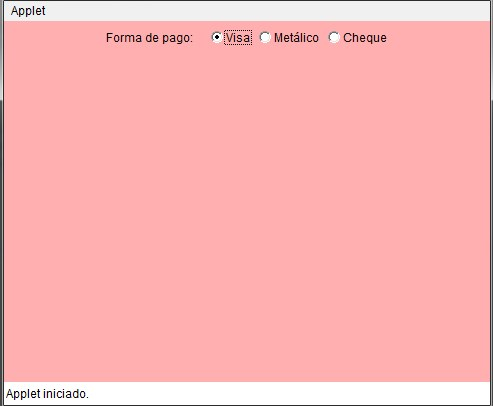 Applet
Forma de pago: Visa Metálico Cheque
Applet iniciado.